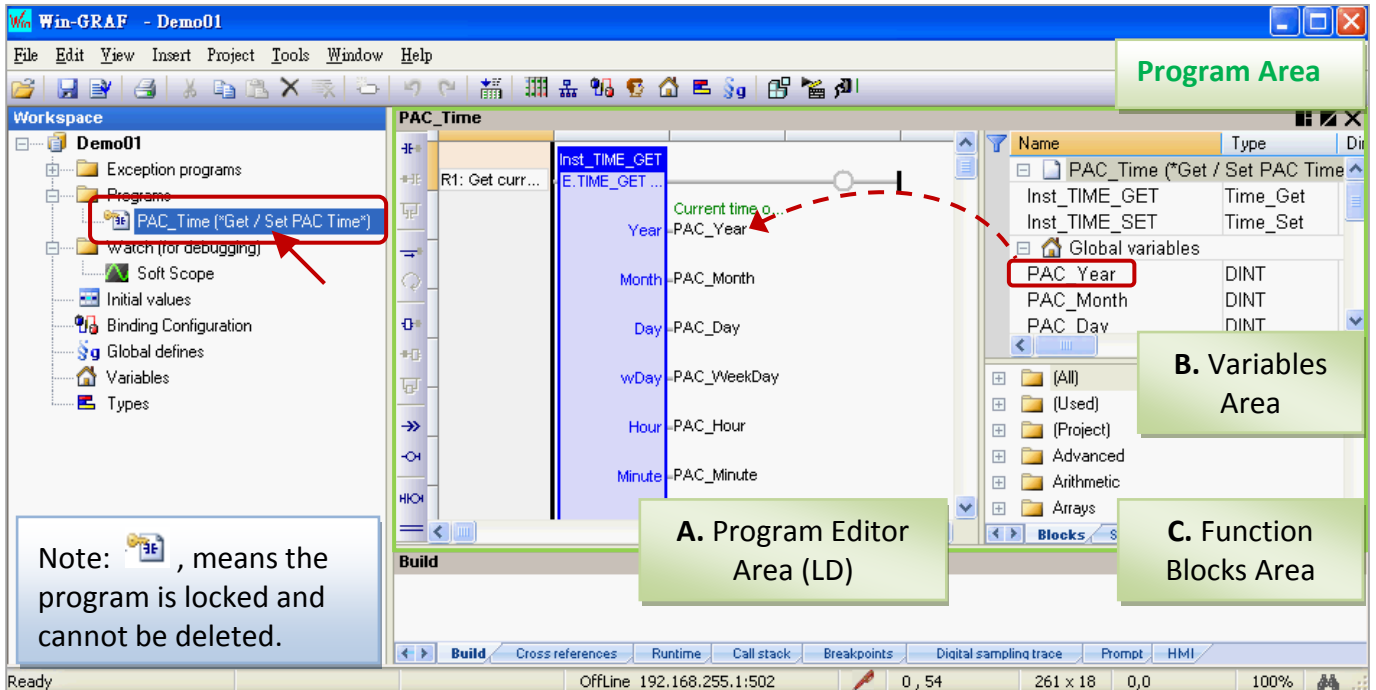 Win-GRAF - Demo01
File Edit View Insert Project Tools Window Help
Program Area
Workspace
Demo01
Exception programs
Programs
PAC_Time (*Get / Set PAC Time*)
Watch (for debugging)
Soft Scope
Initial values
Binding Configuration
Global defines
Variables
Types
Note: , means the
program is locked and
cannot be deleted.
PAC_Time
R1: Get curr...
Inst_TIME_GET
E.TIME_GET ...
Current time o...
Year PAC_Year
Month PAC_Month
Day PAC_Day
wDay PAC_WeekDay
Hour PAC_Hour
Minute PAC_Minute
A. Program Editor
Area (LD)
Name Type Dir
PAC_Time (*Get / Set PAC Time
Inst_TIME_GET Time_Get
Inst_TIME_SET Time_Set
Global variables
PAC_Year DINT
PAC_Month DINT
PAC_Day DINT
B. Variables
Area
(All)
(Used)
(Project)
Advanced
Arithmetic
Arrays
Blocks S
C. Function
Blocks Area
Build
Build Cross references Runtime Call stack Breakpoints Digital sampling trace Prompt HMI
Ready OffLine 192.168.255.1:502 0 , 54 261 x 18 0,0 100%